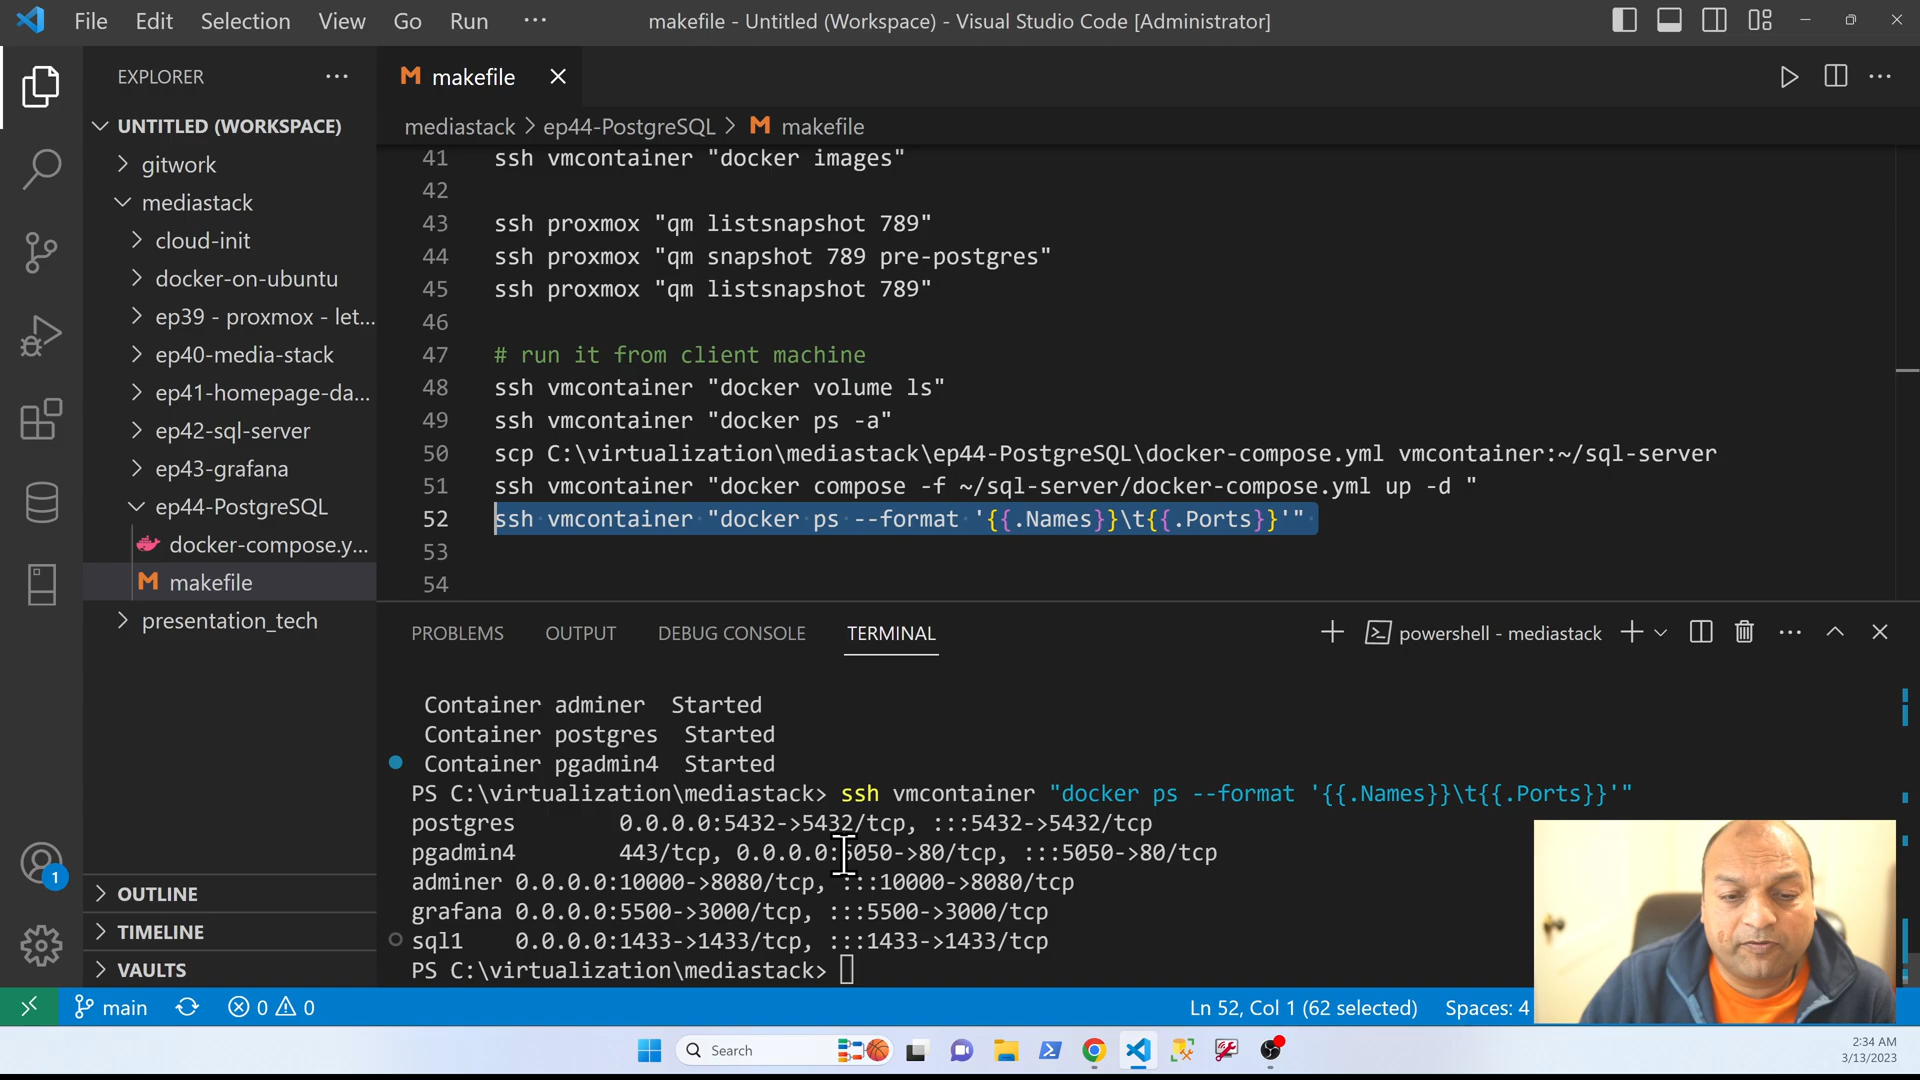 File Edit Selection View Go Run ··· makefile - Untitled (Workspace) - Visual Studio Code [Administrator]
EXPLORER ···
M makefile
UNTITLED (WORKSPACE)
gitwork
mediastack
cloud-init
docker-on-ubuntu
ep39 - proxmox - let...
ep40-media-stack
ep41-homepage-da...
ep42-sql-server
ep43-grafana
ep44-PostgreSQL
docker-compose.y...
M makefile
presentation_tech
OUTLINE
TIMELINE
VAULTS
1
mediastack > ep44-PostgreSQL > M makefile
41 ssh vmcontainer "docker images"
42
43 ssh proxmox "qm listsnapshot 789"
44 ssh proxmox "qm snapshot 789 pre-postgres"
45 ssh proxmox "qm listsnapshot 789"
46
47 # run it from client machine
48 ssh vmcontainer "docker volume ls"
49 ssh vmcontainer "docker ps -a"
50 scp C:\virtualization\mediastack\ep44-PostgreSQL\docker-compose.yml vmcontainer:~/sql-server
51 ssh vmcontainer "docker compose -f ~/sql-server/docker-compose.yml up -d "
52 ssh vmcontainer "docker ps --format '{{.Names}}\t{{.Ports}}'"
53
54
PROBLEMS OUTPUT DEBUG CONSOLE TERMINAL powershell - mediastack
Container adminer Started
Container postgres Started
Container pgadmin4 Started
PS C:\virtualization\mediastack> ssh vmcontainer "docker ps --format '{{.Names}}\t{{.Ports}}'"
postgres 0.0.0.0:5432->5432/tcp, :::5432->5432/tcp
pgadmin4 443/tcp, 0.0.0.0:5050->80/tcp, :::5050->80/tcp
adminer 0.0.0.0:10000->8080/tcp, :::10000->8080/tcp
grafana 0.0.0.0:5500->3000/tcp, :::5500->3000/tcp
sql1 0.0.0.0:1433->1433/tcp, :::1433->1433/tcp
PS C:\virtualization\mediastack>
main 0 0 Ln 52, Col 1 (62 selected) Spaces: 4
Search
2:34 AM
3/13/2023